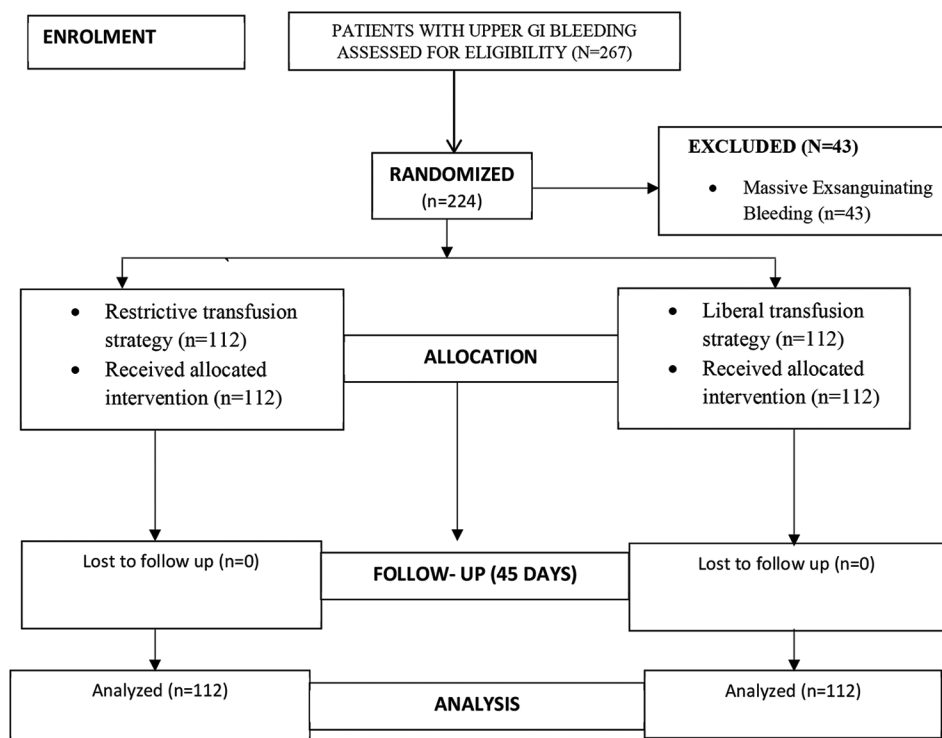 ENROLMENT
PATIENTS WITH UPPER GI BLEEDING
ASSESSED FOR ELIGIBILITY (N=267)
RANDOMIZED
(n=224)
EXCLUDED (N=43)
• Massive Exsanguinating
Bleeding (n=43)
• Restrictive transfusion
strategy (n=112)
• Received allocated
intervention (n=112)
ALLOCATION
• Liberal transfusion
strategy (n=112)
• Received allocated
intervention (n=112)
Lost to follow up (n=0)
FOLLOW- UP (45 DAYS)
Lost to follow up (n=0)
Analyzed (n=112)
ANALYSIS
Analyzed (n=112)